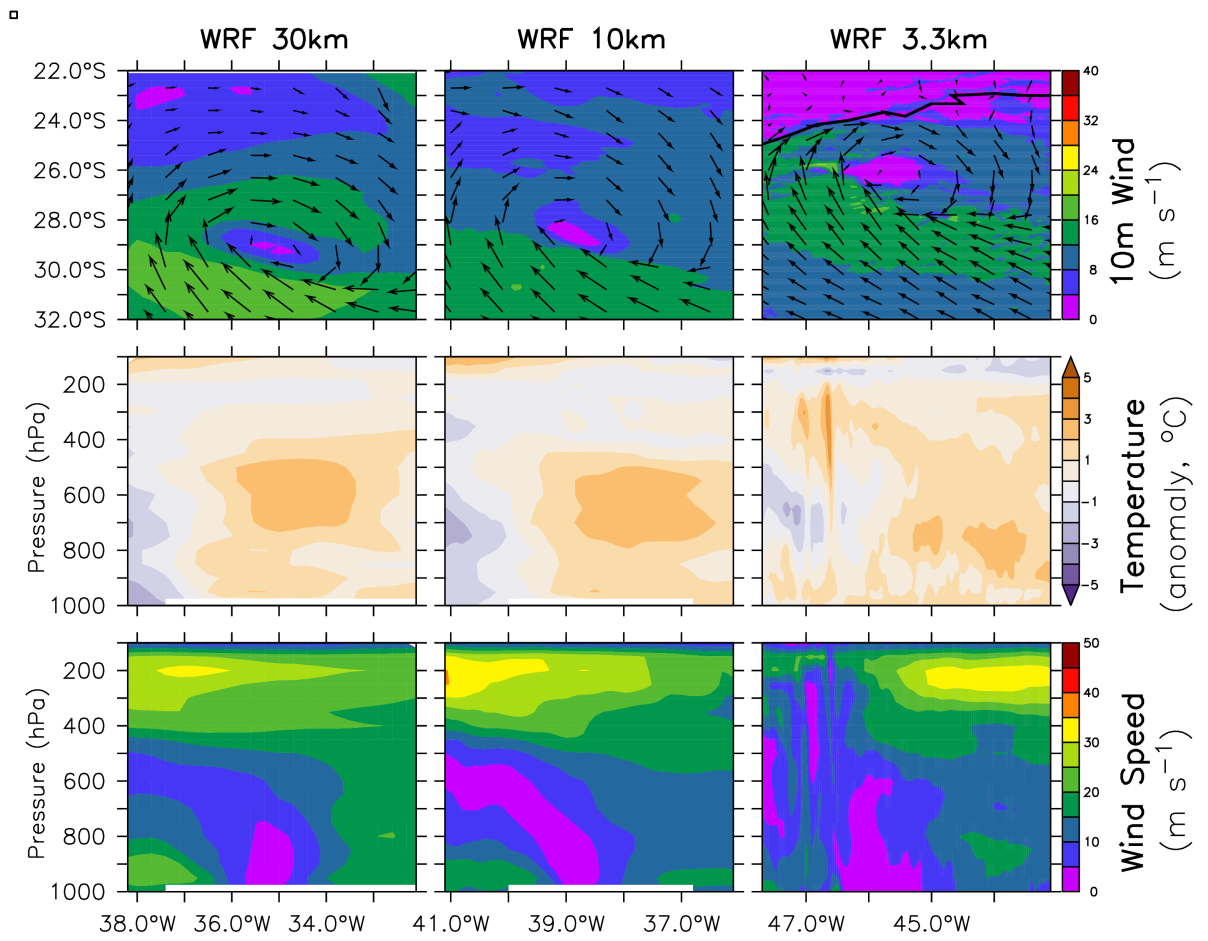 WRF 30km WRF 10km WRF 3.3km
22.0°S 40
24.0°S 32
26.0°S 24
28.0°S 16
30.0°S 8
32.0°S 0
10m Wind
(m s−1)
200 5
400 3
600 1
800 −1
1000 −3
−5
Pressure (hPa)
Temperature
(anomaly, °C)
200 50
400 40
600 30
800 20
1000 10
0
Pressure (hPa)
Wind Speed
(m s−1)
38.0°W 36.0°W 34.0°W 41.0°W 39.0°W 37.0°W 47.0°W 45.0°W